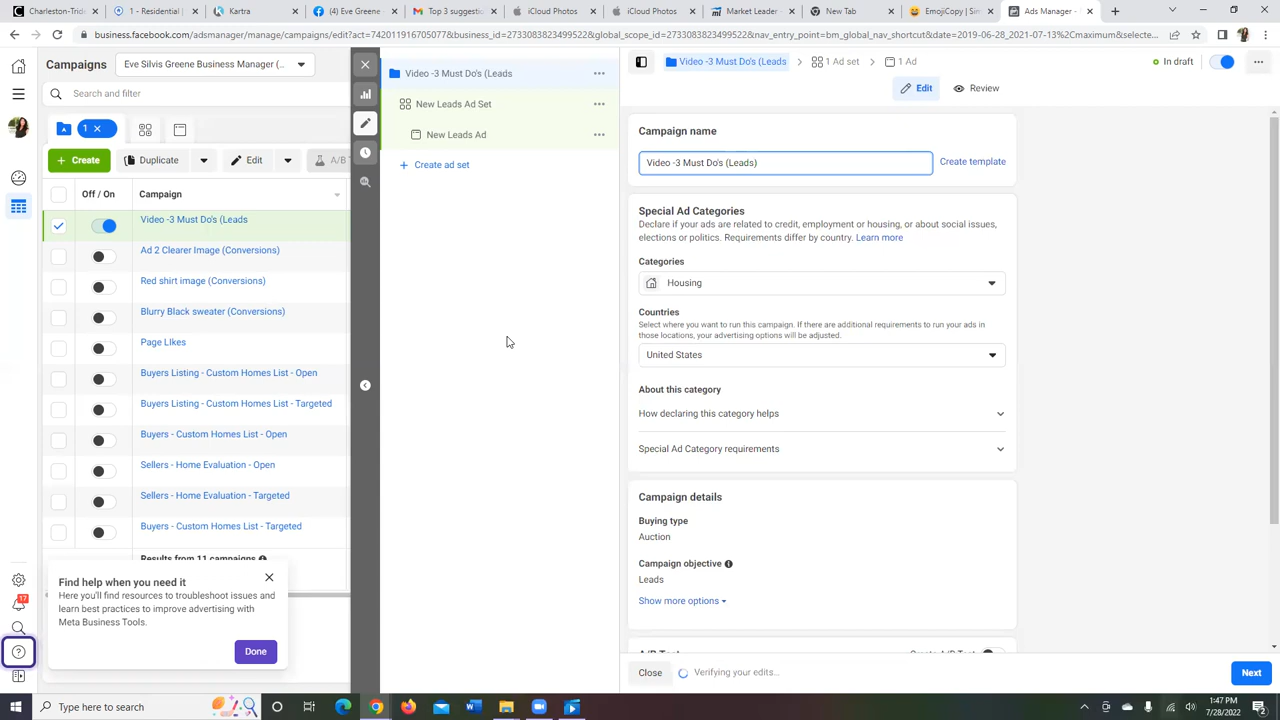 1 - Triti
Kartra
(4) Eve Greene
Top 3 suggestic
iCloud Photos
iCloud Photos
Market Leader -
New Tab
EmojiCopy | Sim
Ads Manager -
business.facebook.com/adsmanager/manage/campaigns/edit?act=742011916705077&business_id=2733083823499522&global_scope_id=2733083823499522&nav_entry_point=bm_global_nav_shortcut&date=2019-06-28_2021-07-13%2Cmaximum&selecte...
Campaigns
Eve Silvis Greene Business Manager (...
Search and filter
1
Create
Duplicate
Edit
A/B
Off / On
Campaign
Video -3 Must Do's (Leads
Ad 2 Clearer Image (Conversions)
Red shirt image (Conversions)
Blurry Black sweater (Conversions)
Page LIkes
Buyers Listing - Custom Homes List - Open
Buyers Listing - Custom Homes List - Targeted
Buyers - Custom Homes List - Open
Sellers - Home Evaluation - Open
Sellers - Home Evaluation - Targeted
Buyers - Custom Homes List - Targeted
Results from 11 campaigns
Find help when you need it
Here you'll find resources to troubleshoot issues and
learn best practices to improve advertising with
Meta Business Tools.
Done
17
Video -3 Must Do's (Leads
New Leads Ad Set
New Leads Ad
Create ad set
Video -3 Must Do's (Leads
1 Ad set
1 Ad
In draft
Edit
Review
Campaign name
Video -3 Must Do's (Leads)
Create template
Special Ad Categories
Declare if your ads are related to credit, employment or housing, or about social issues,
elections or politics. Requirements differ by country. Learn more
Categories
Housing
Countries
Select where you want to run this campaign. If there are additional requirements to run your ads in
those locations, your advertising options will be adjusted.
United States
About this category
How declaring this category helps
Special Ad Category requirements
Campaign details
Buying type
Auction
Campaign objective
Leads
Show more options
Close
Verifying your edits...
Next
Type here to search
1:47 PM
7/28/2022